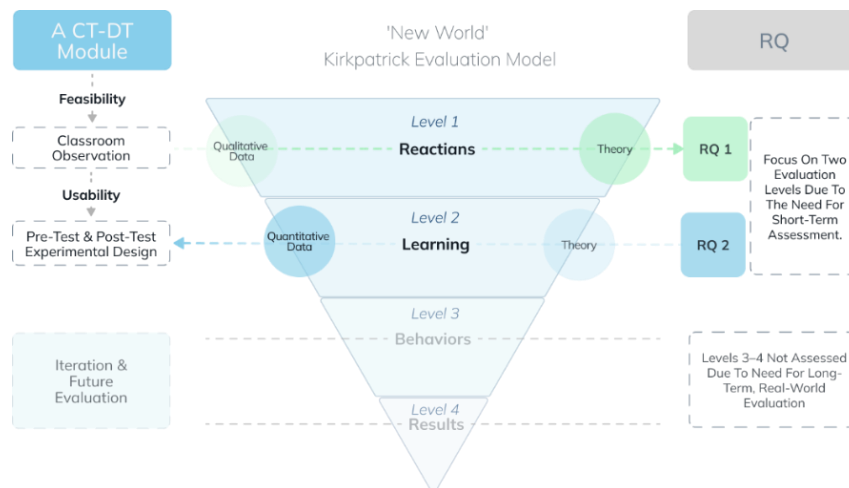 A CT-DT
Module
'New World'
Kirkpatrick Evaluation Model
RQ
Feasibility
Classroom
Observation
Usability
Pre-Test & Post-Test
Experimental Design
Iteration &
Future
Evaluation
Level 1
Reactians
Qualitative
Data
Theory
Level 2
Learning
Quantitative
Data
Theory
Level 3
Behaviors
Level 4
Results
RQ 1
RQ 2
Focus On Two
Evaluation
Levels Due To
The Need For
Short-Term
Assessment.
Levels 3–4 Not Assessed
Due To Need For Long-
Term, Real-World
Evaluation